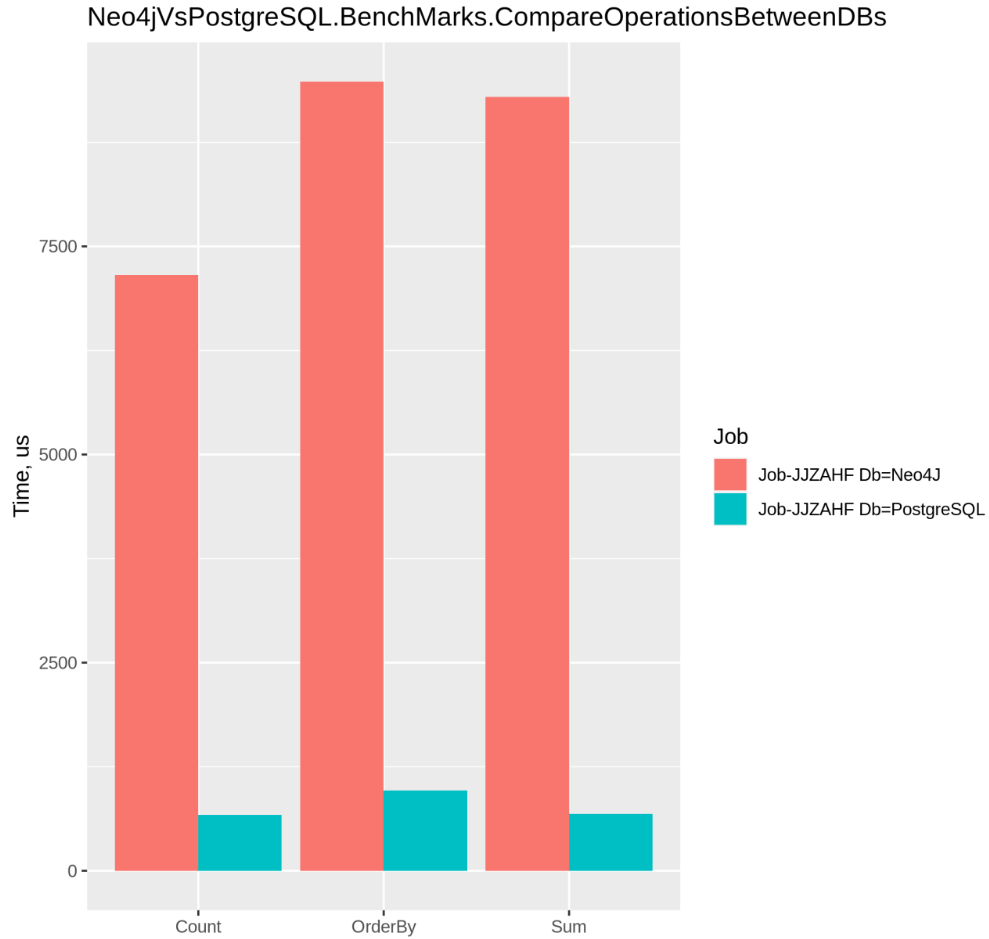 Neo4jVsPostgreSQL.BenchMarks.CompareOperationsBetweenDBs
7500
5000
2500
0
Time, us
Count OrderBy Sum
Job
Job-JJZAHF Db=Neo4J
Job-JJZAHF Db=PostgreSQL